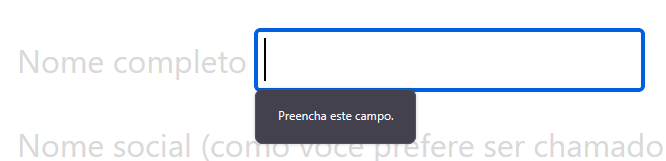 Nome completo
Preencha este campo.
Nome social (como você prefere ser chamado